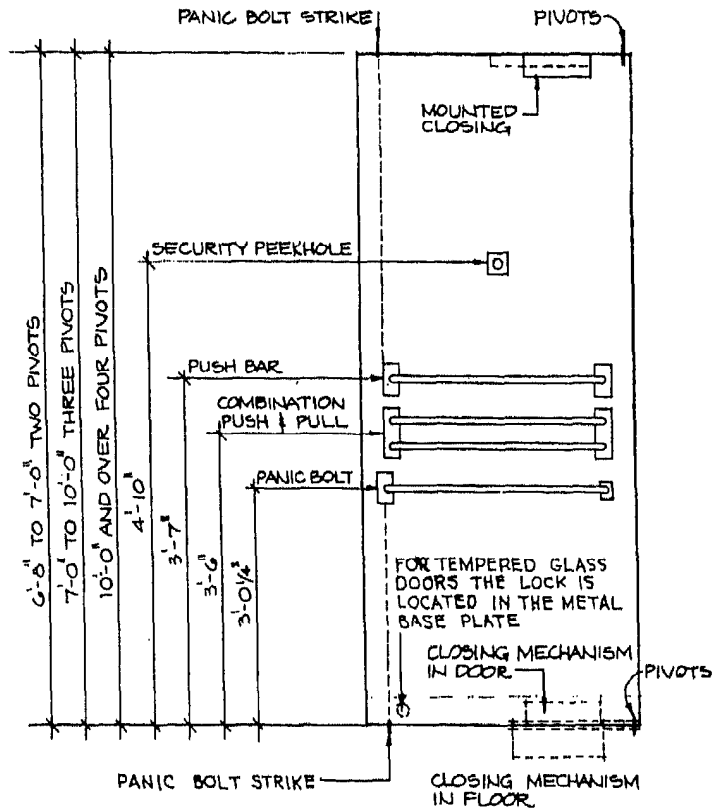 PANIC BOLT STRIKE
PIVOTS
MOUNTED
CLOSING
SECURITY PEEKHOLE
PUSH BAR
COMBINATION
PUSH & PULL
PANIC BOLT
6'-8" TO 7'-0" TWO PIVOTS
7'-0" TO 10'-0" THREE PIVOTS
10'-0" AND OVER FOUR PIVOTS
4'-10"
3'-7"
3'-6"
3'-0 1/4"
FOR TEMPERED GLASS
DOORS THE LOCK IS
LOCATED IN THE METAL
BASE PLATE
CLOSING MECHANISM
IN DOOR
PIVOTS
PANIC BOLT STRIKE
CLOSING MECHANISM
IN FLOOR